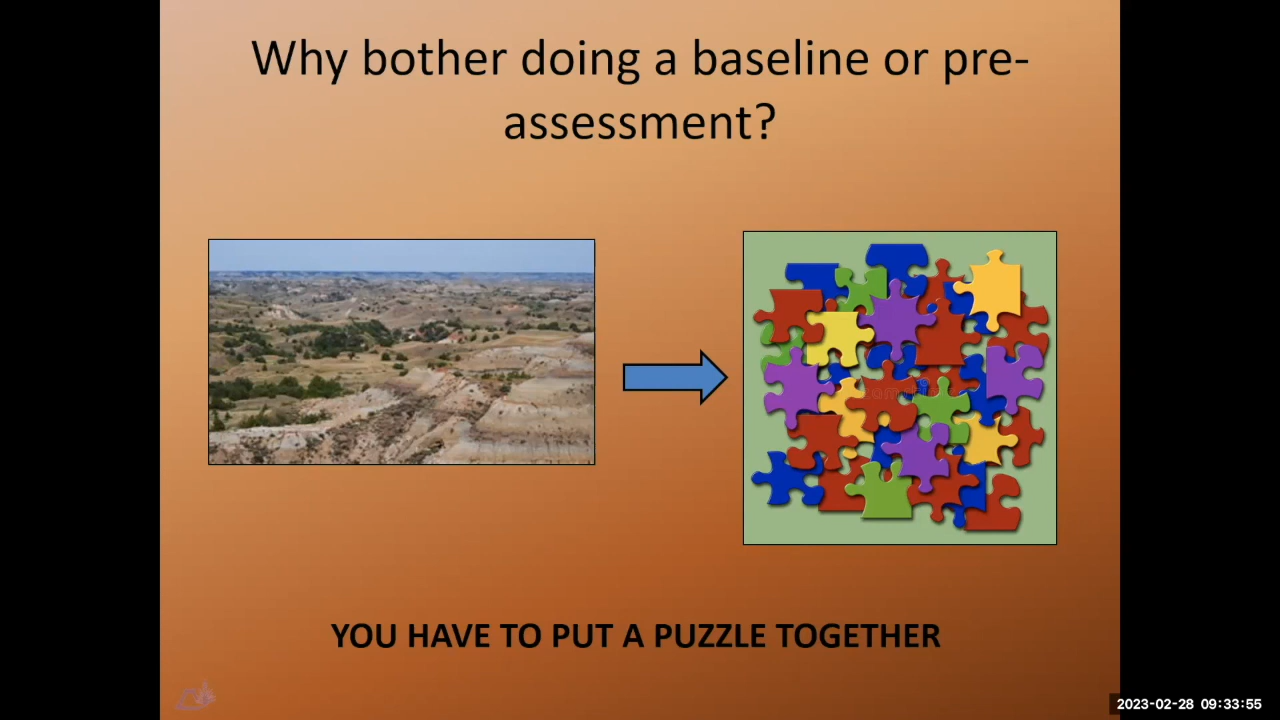 Why bother doing a baseline or pre-
assessment?
YOU HAVE TO PUT A PUZZLE TOGETHER
2023-02-28 09:33:55